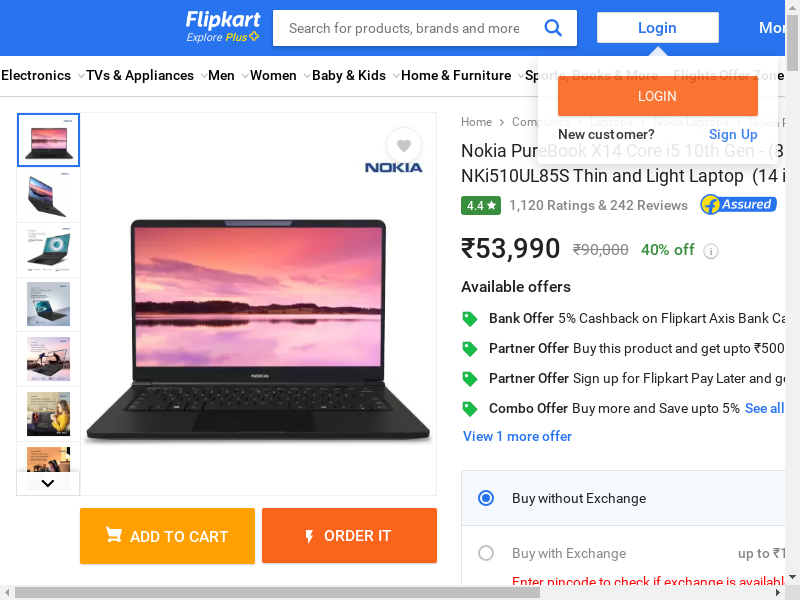 Flipkart
Explore Plus
Search for products, brands and more
Login
Electronics
TVs & Appliances
Men
Women
Baby & Kids
Home & Furniture
Sports, Books & More
Flights
Offer Zone
LOGIN
New customer?
Sign Up
Home
Computers
Laptops
Nokia Laptops
Nokia
Nokia PureBook X14 Core i5 10th Gen - (8
NKi510UL85S Thin and Light Laptop (14 i
NOKIA
4.4
1,120 Ratings & 242 Reviews
Assured
₹53,990
₹90,000
40% off
Available offers
Bank Offer 5% Cashback on Flipkart Axis Bank Ca
Partner Offer Buy this product and get upto ₹500
Partner Offer Sign up for Flipkart Pay Later and ge
Combo Offer Buy more and Save upto 5% See all
View 1 more offer
NOKIA
Buy without Exchange
ADD TO CART
ORDER IT
Buy with Exchange
up to ₹1
Enter pincode to check if exchange is availabl